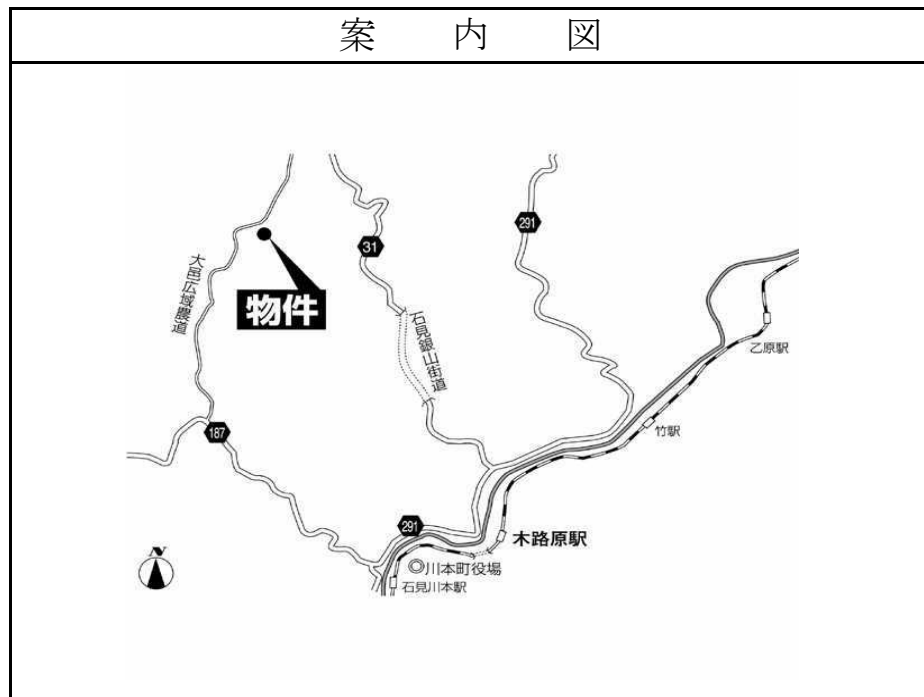 案 内 図
291
31
大邑広域農道
物件
石見銀山街道
乙原駅
竹駅
187
291
木路原駅
N
川本町役場
石見川本駅